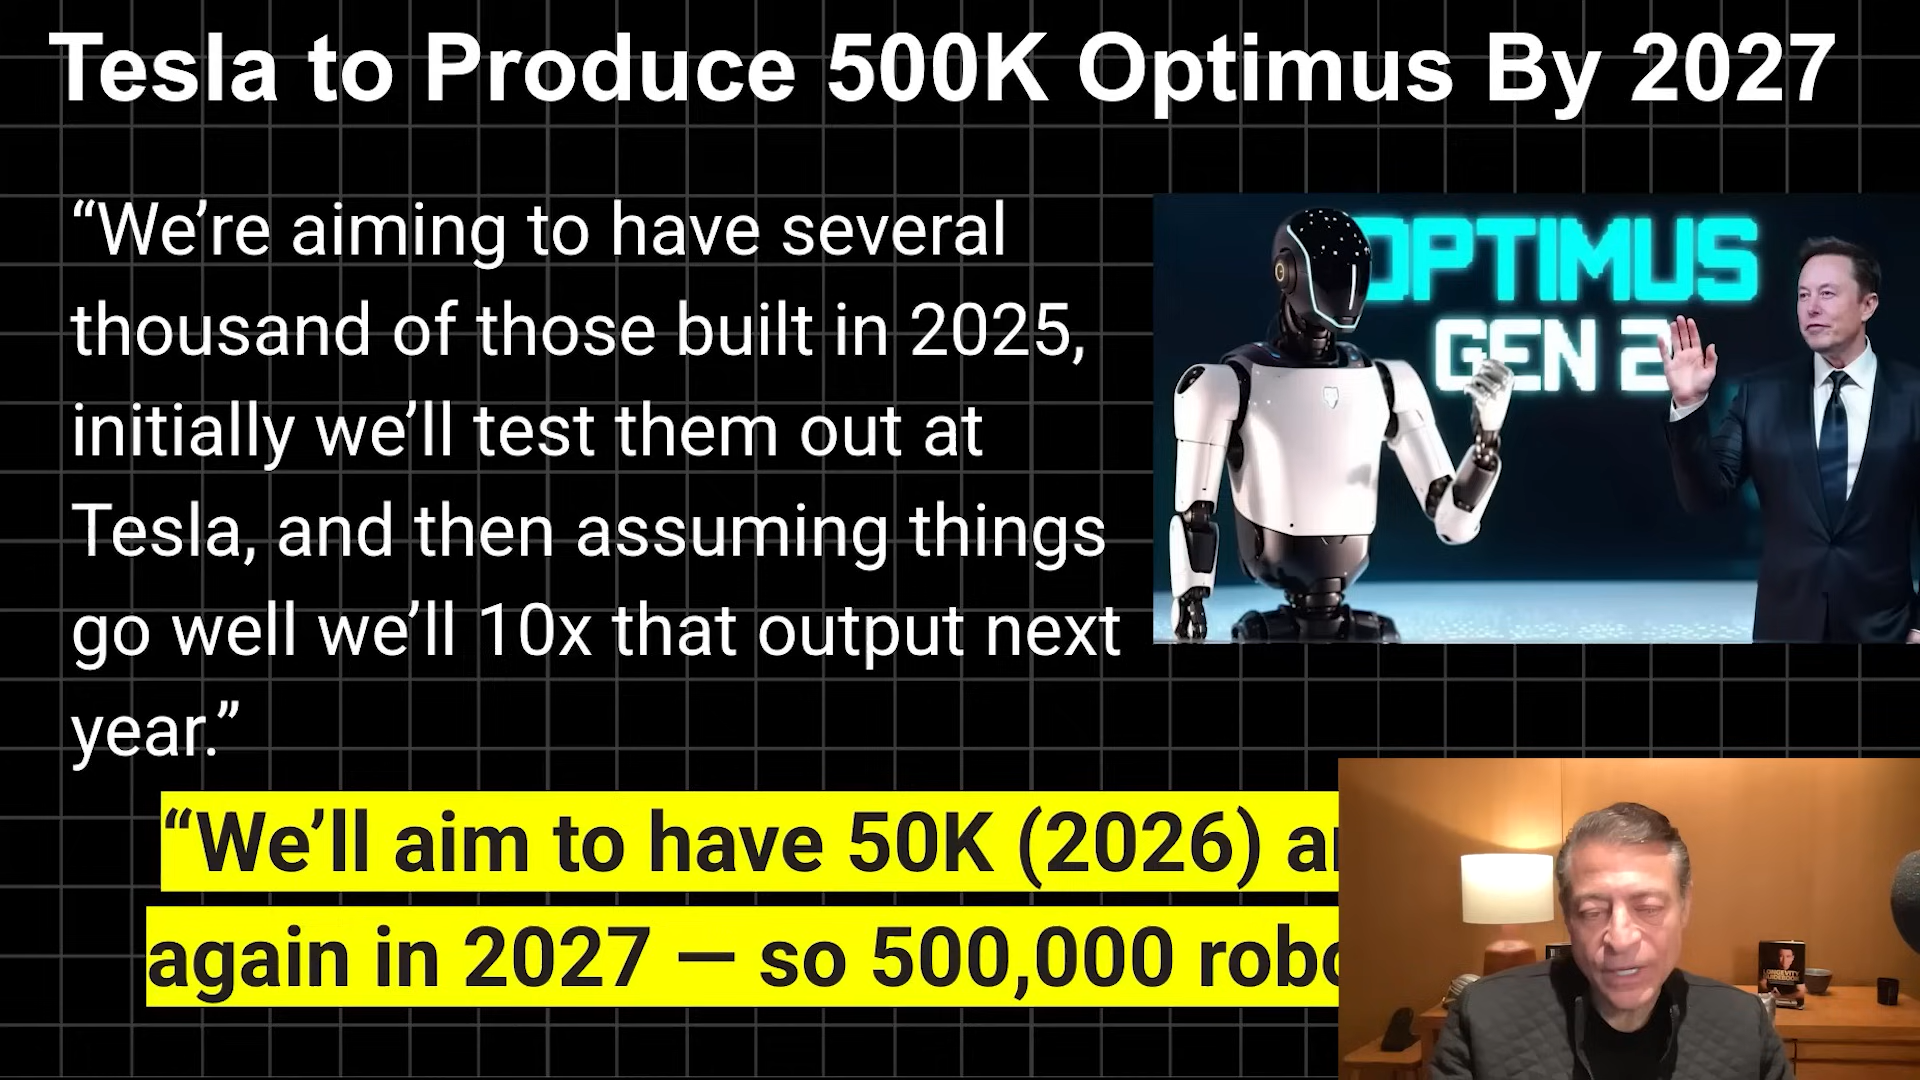 Tesla to Produce 500K Optimus By 2027
“We’re aiming to have several
thousand of those built in 2025,
initially we’ll test them out at
Tesla, and then assuming things
go well we’ll 10x that output next
year.”
OPTIMUS
GEN 2
“We’ll aim to have 50K (2026)
again in 2027 — so 500,000
LONGEVITY
GUIDEBOOK